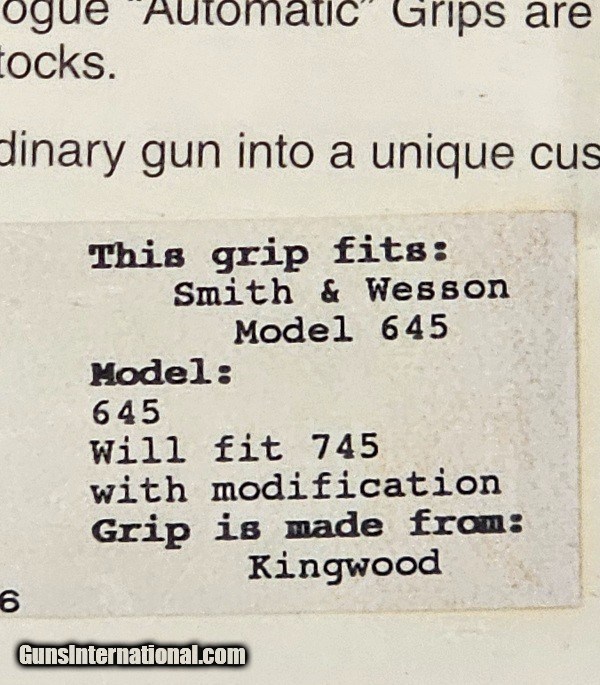 ogue "Automatic" Grips are
tocks.
dinary gun into a unique cus
This grip fits:
Smith & Wesson
Model 645
Model:
645
Will fit 745
with modification
Grip is made from:
Kingwood
6
GunsInternational.com